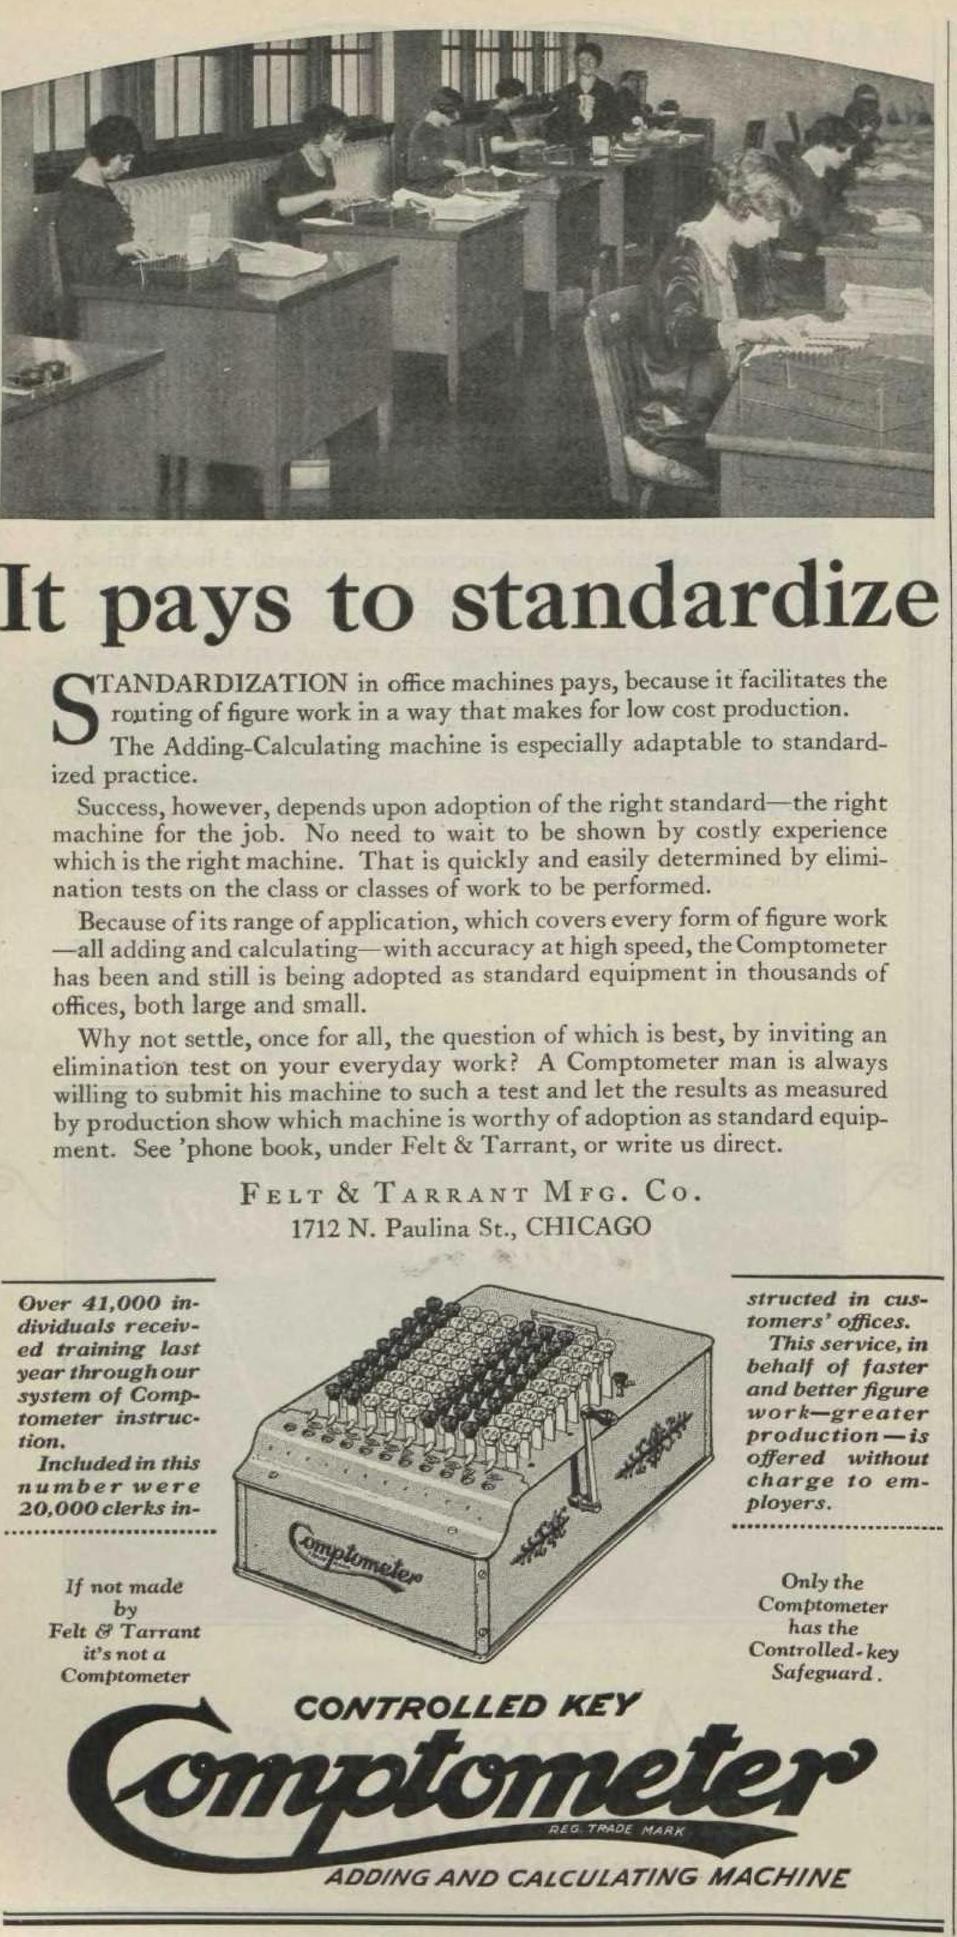 It pays to standardize
STANDARDIZATION in office machines pays, because it facilitates the
routing of figure work in a way that makes for low cost production.
The Adding-Calculating machine is especially adaptable to standard-
ized practice.
Success, however, depends upon adoption of the right standard—the right
machine for the job. No need to wait to be shown by costly experience
which is the right machine. That is quickly and easily determined by elimi-
nation tests on the class or classes of work to be performed.
Because of its range of application, which covers every form of figure work
—all adding and calculating—with accuracy at high speed, the Comptometer
has been and still is being adopted as standard equipment in thousands of
offices, both large and small.
Why not settle, once for all, the question of which is best, by inviting an
elimination test on your everyday work? A Comptometer man is always
willing to submit his machine to such a test and let the results as measured
by production show which machine is worthy of adoption as standard equip-
ment. See 'phone book, under Felt & Tarrant, or write us direct.
FELT & TARRANT MFG. CO.
1712 N. Paulina St., CHICAGO
Over 41,000 in-
dividuals receiv-
ed training last
year through our
system of Comp-
tometer instruc-
tion.
Included in this
number were
20,000 clerks in-
structed in cus-
tomers' offices.
This service, in
behalf of faster
and better figure
work—greater
production—is
offered without
charge to em-
ployers.
Comptometer
If not made
by
Felt & Tarrant
it's not a
Comptometer
Only the
Comptometer
has the
Controlled-key
Safeguard.
CONTROLLED KEY
Comptometer
REG. TRADE MARK
ADDING AND CALCULATING MACHINE